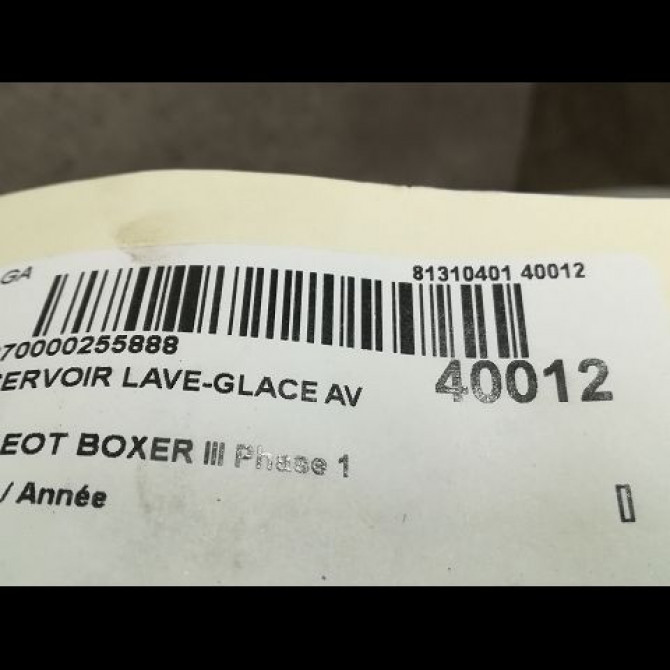 GA
81310401 40012
70000255888
ERVOIR LAVE-GLACE AV
40012
EOT BOXER III Phase 1
/ Année